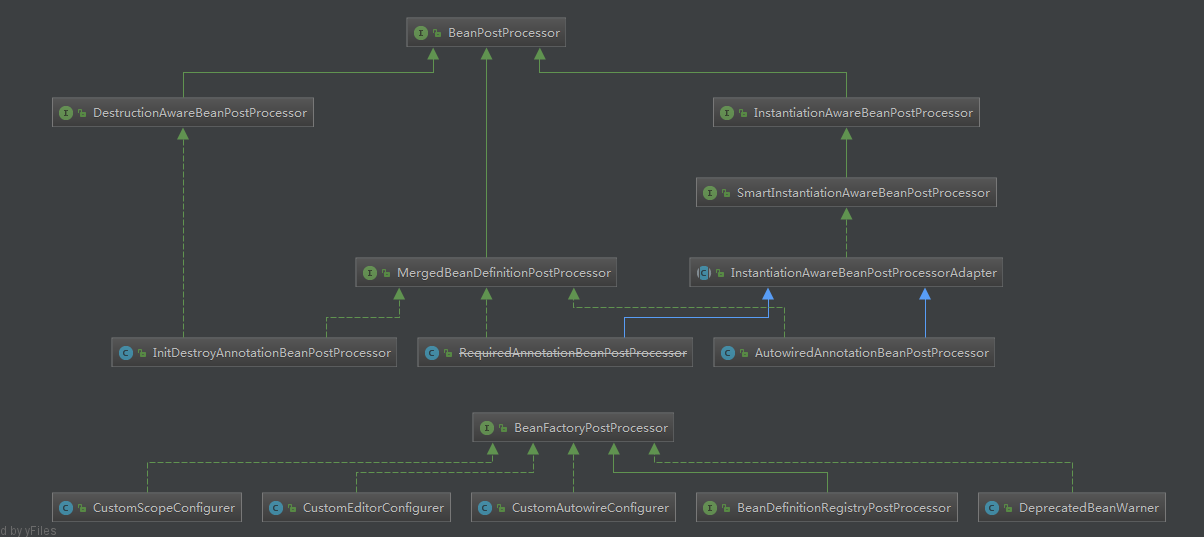 BeanPostProcessor
DestructionAwareBeanPostProcessor
InstantiationAwareBeanPostProcessor
SmartInstantiationAwareBeanPostProcessor
MergedBeanDefinitionPostProcessor
InstantiationAwareBeanPostProcessorAdapter
InitDestroyAnnotationBeanPostProcessor
RequiredAnnotationBeanPostProcessor
AutowiredAnnotationBeanPostProcessor
BeanFactoryPostProcessor
CustomScopeConfigurer
CustomEditorConfigurer
CustomAutowireConfigurer
BeanDefinitionRegistryPostProcessor
DeprecatedBeanWarner
d by yFiles